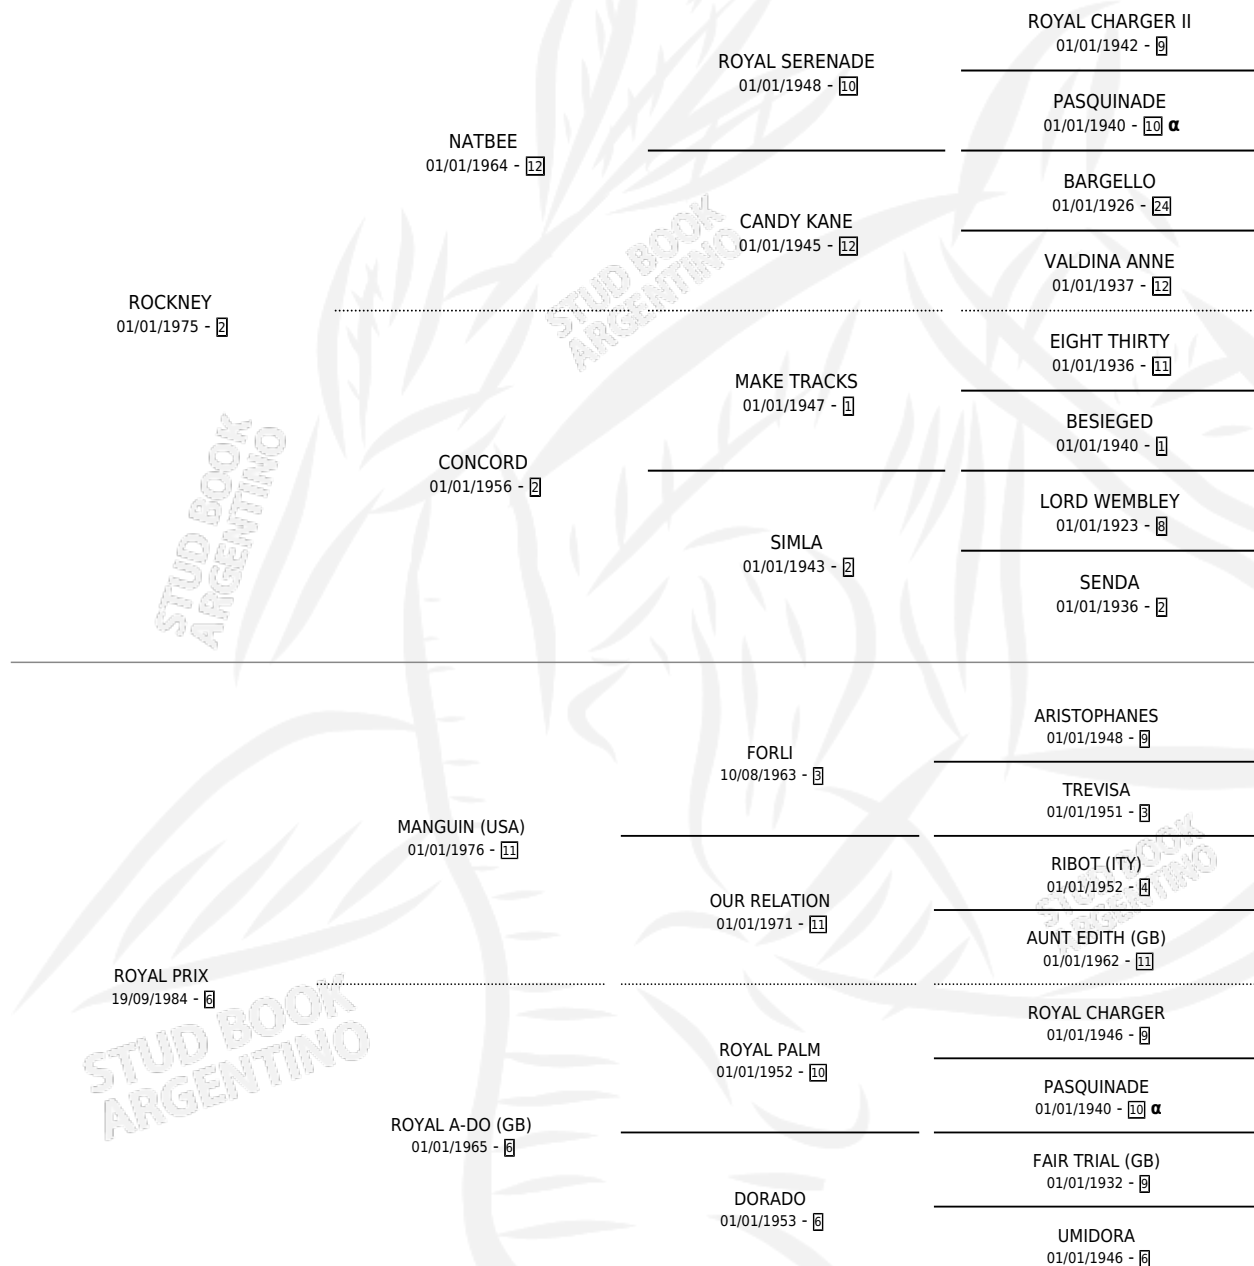 ROYAL CHARGER II
01/01/1942 - 9
ROYAL SERENADE
01/01/1948 - 10
PASQUINADE
01/01/1940 - 10 α
NATBEE
01/01/1964 - 12
BARGELLO
01/01/1926 - 24
CANDY KANE
01/01/1945 - 12
VALDINA ANNE
01/01/1937 - 12
ROCKNEY
01/01/1975 - 2
EIGHT THIRTY
01/01/1936 - 11
MAKE TRACKS
01/01/1947 - 1
BESIEGED
01/01/1940 - 1
CONCORD
01/01/1956 - 2
LORD WEMBLEY
01/01/1923 - 8
SIMLA
01/01/1943 - 2
SENDA
01/01/1936 - 2
ARISTOPHANES
01/01/1948 - 9
FORLI
10/08/1963 - 3
TREVISA
01/01/1951 - 3
MANGUIN (USA)
01/01/1976 - 11
RIBOT (ITY)
01/01/1952 - 4
OUR RELATION
01/01/1971 - 11
AUNT EDITH (GB)
01/01/1962 - 11
ROYAL PRIX
19/09/1984 - 6
ROYAL CHARGER
01/01/1946 - 9
ROYAL PALM
01/01/1952 - 10
PASQUINADE
01/01/1940 - 10 α
ROYAL A-DO (GB)
01/01/1965 - 6
FAIR TRIAL (GB)
01/01/1932 - 9
DORADO
01/01/1953 - 6
UMIDORA
01/01/1946 - 6
STUD BOOK
ARGENTINO
STUD BOOK
ARGENTINO
STUD BOOK
ARGENTINO
STUD BOOK
ARGENTINO